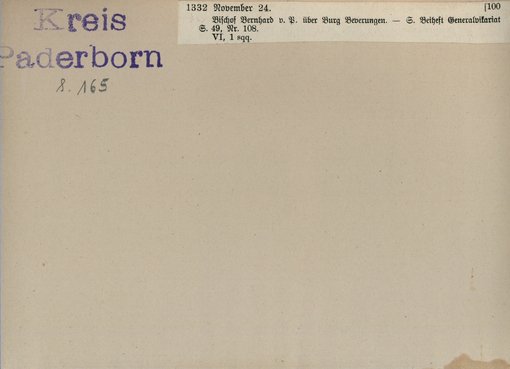 Kreis
Paderborn
S. 165
1332 November 24. [100
Bischof Bernhard v. P. über Burg Beverungen. — S. Beiheft Generalvikariat
S. 49, Nr. 108.
VI, 1 sqq.